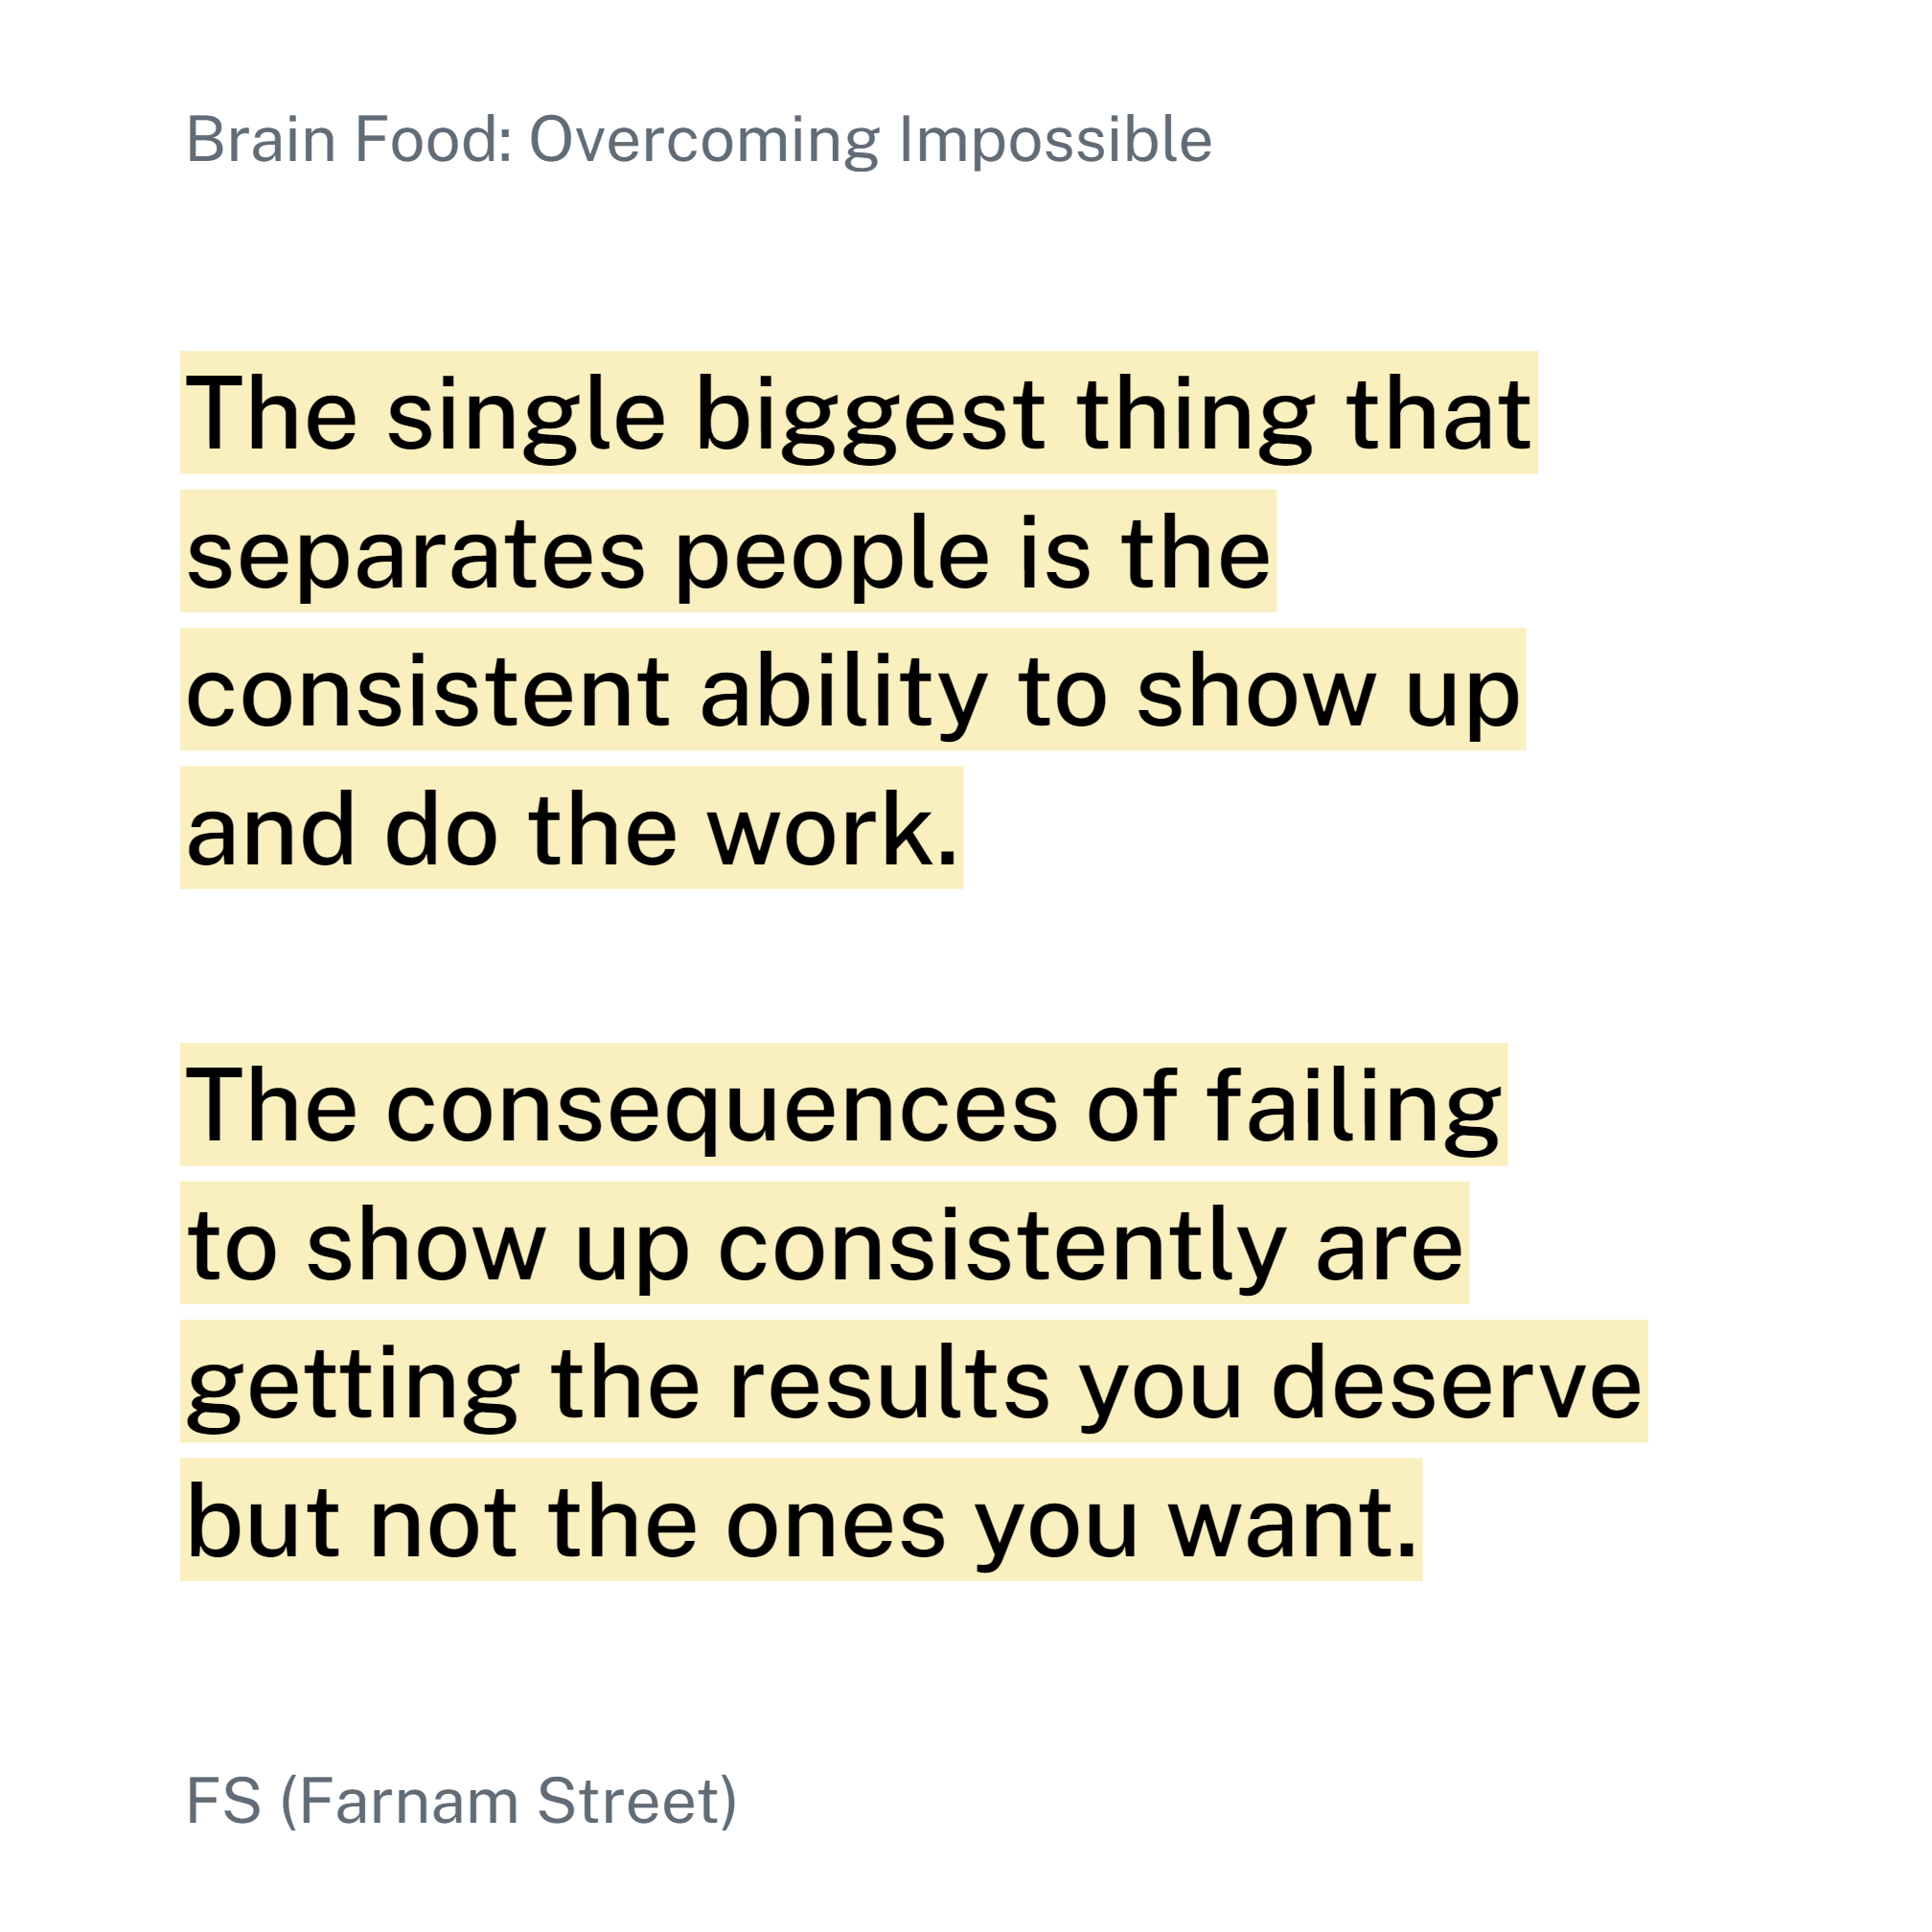 Brain Food: Overcoming Impossible
The single biggest thing that
separates people is the
consistent ability to show up
and do the work.
The consequences of failing
to show up consistently are
getting the results you deserve
but not the ones you want.
FS (Farnam Street)